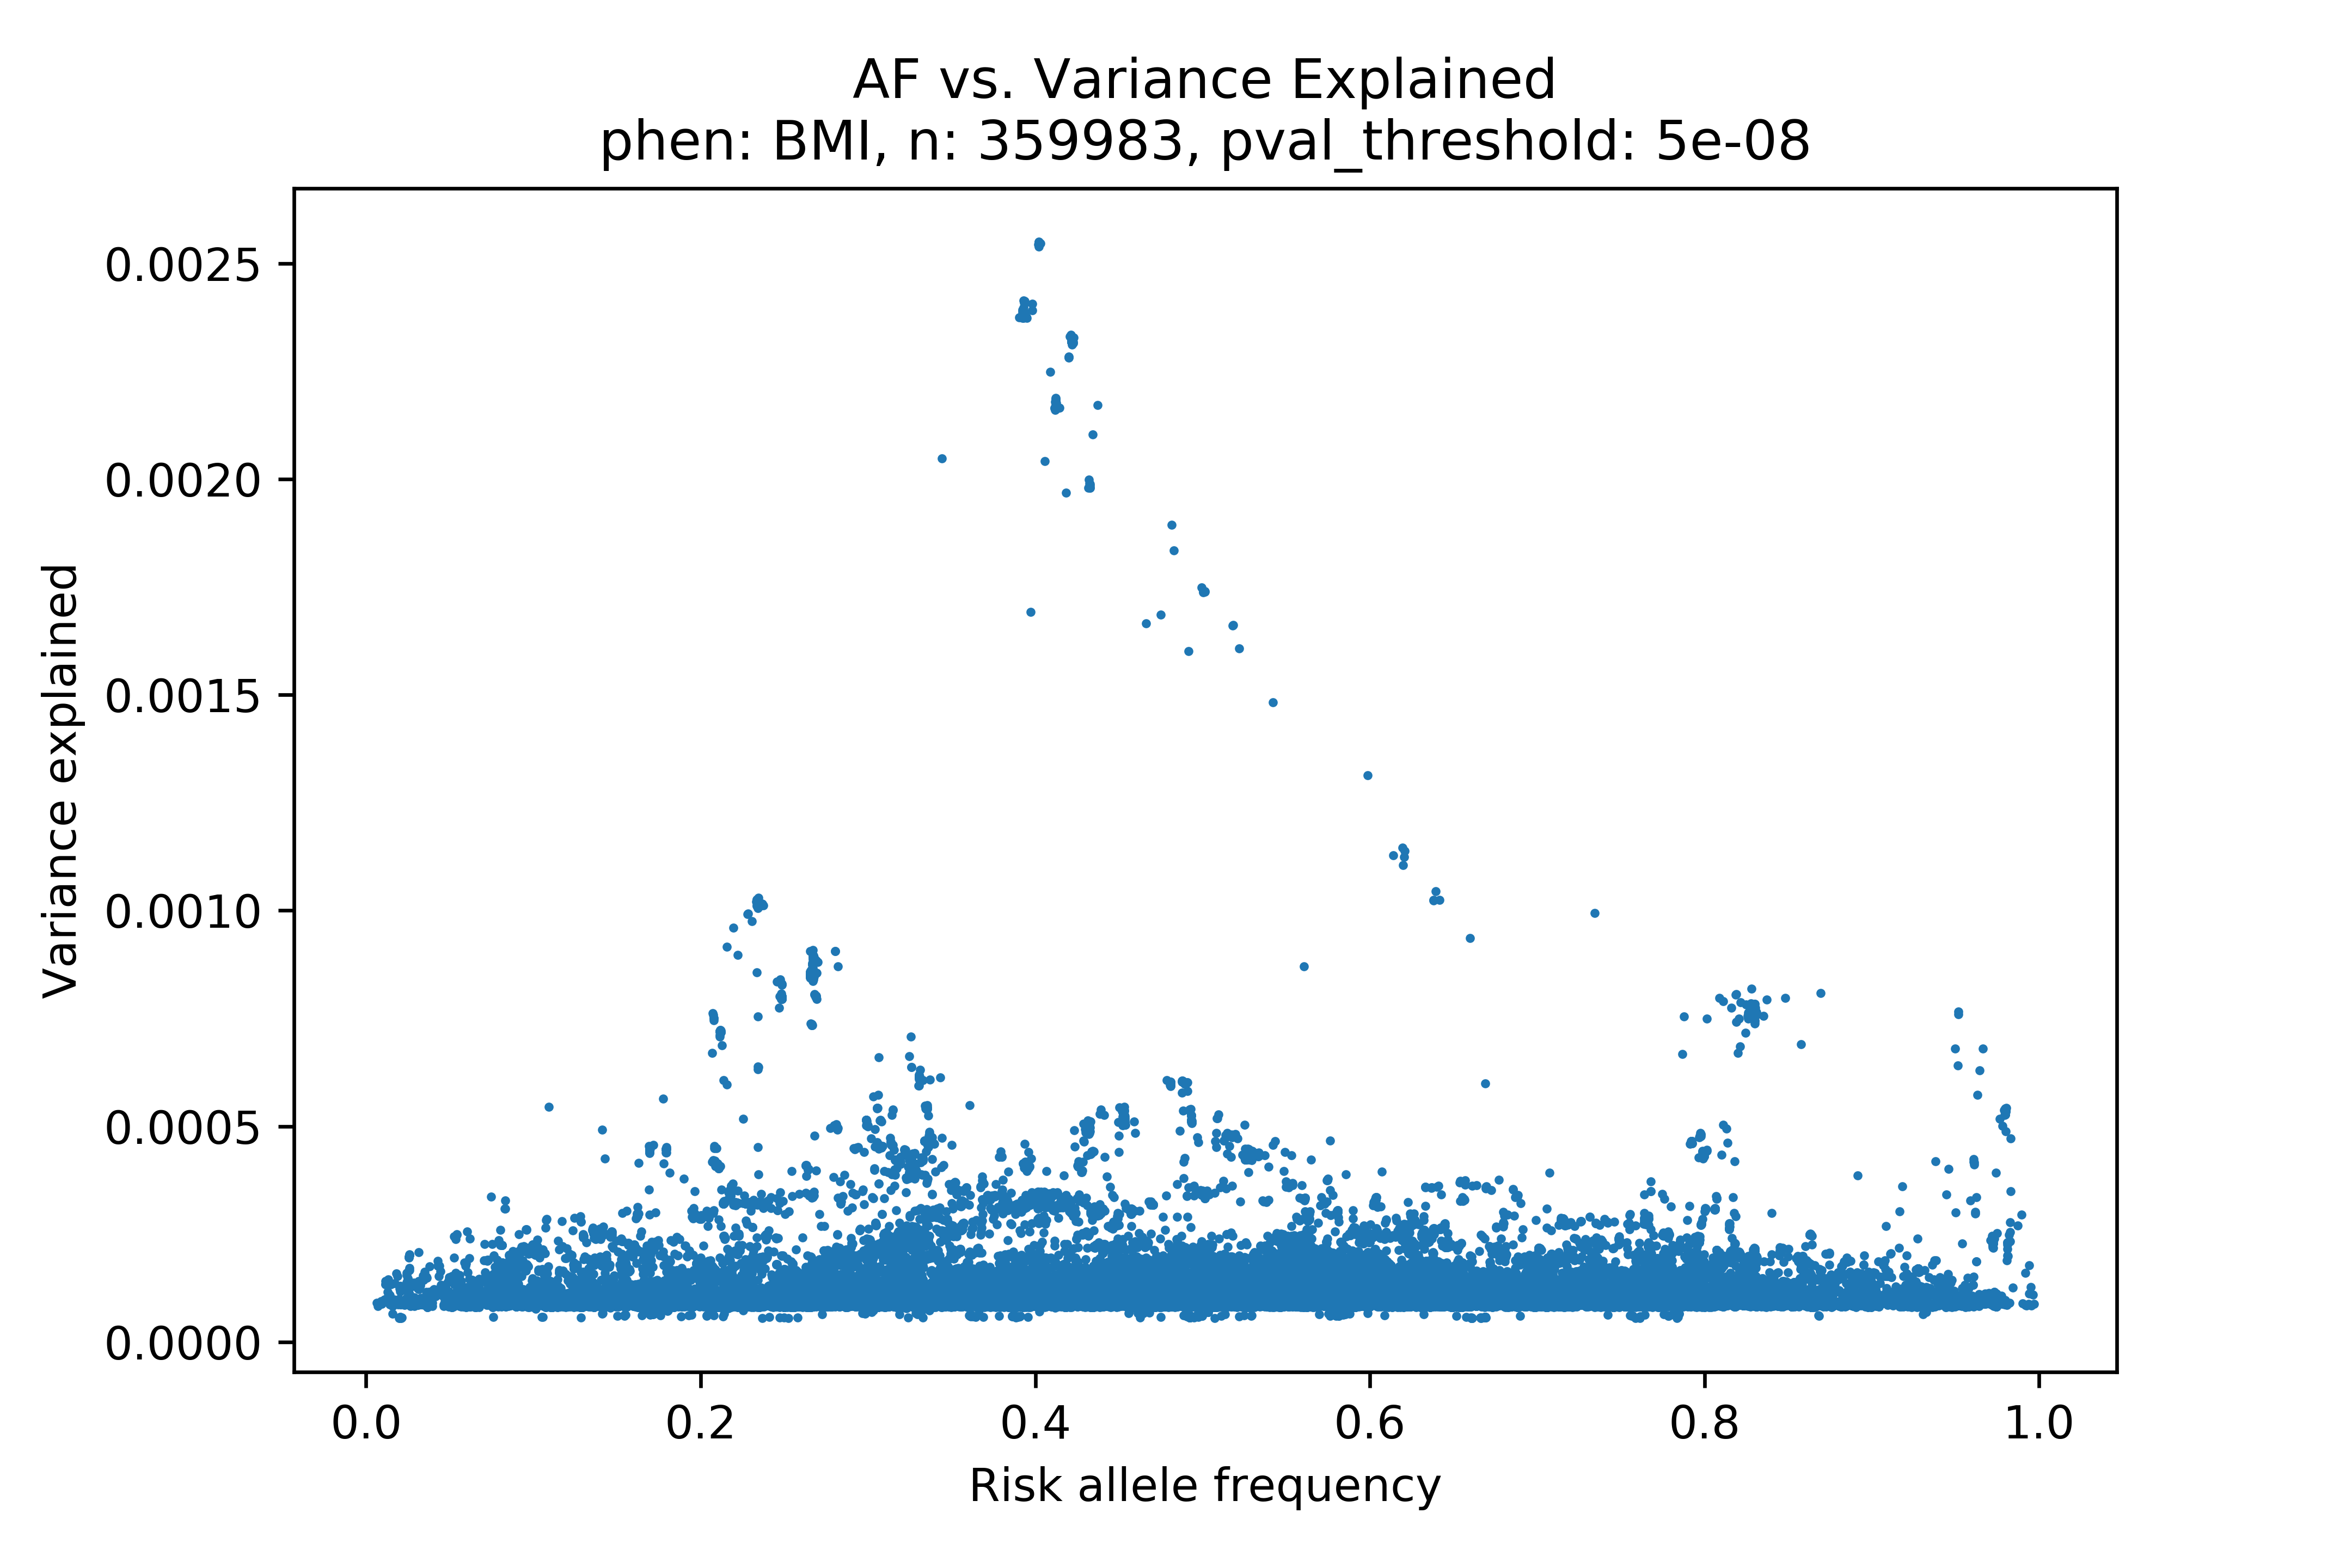 AF vs. Variance Explained
phen: BMI, n: 359983, pval_threshold: 5e-08
Variance explained
0.0025
0.0020
0.0015
0.0010
0.0005
0.0000
0.0 0.2 0.4 0.6 0.8 1.0
Risk allele frequency